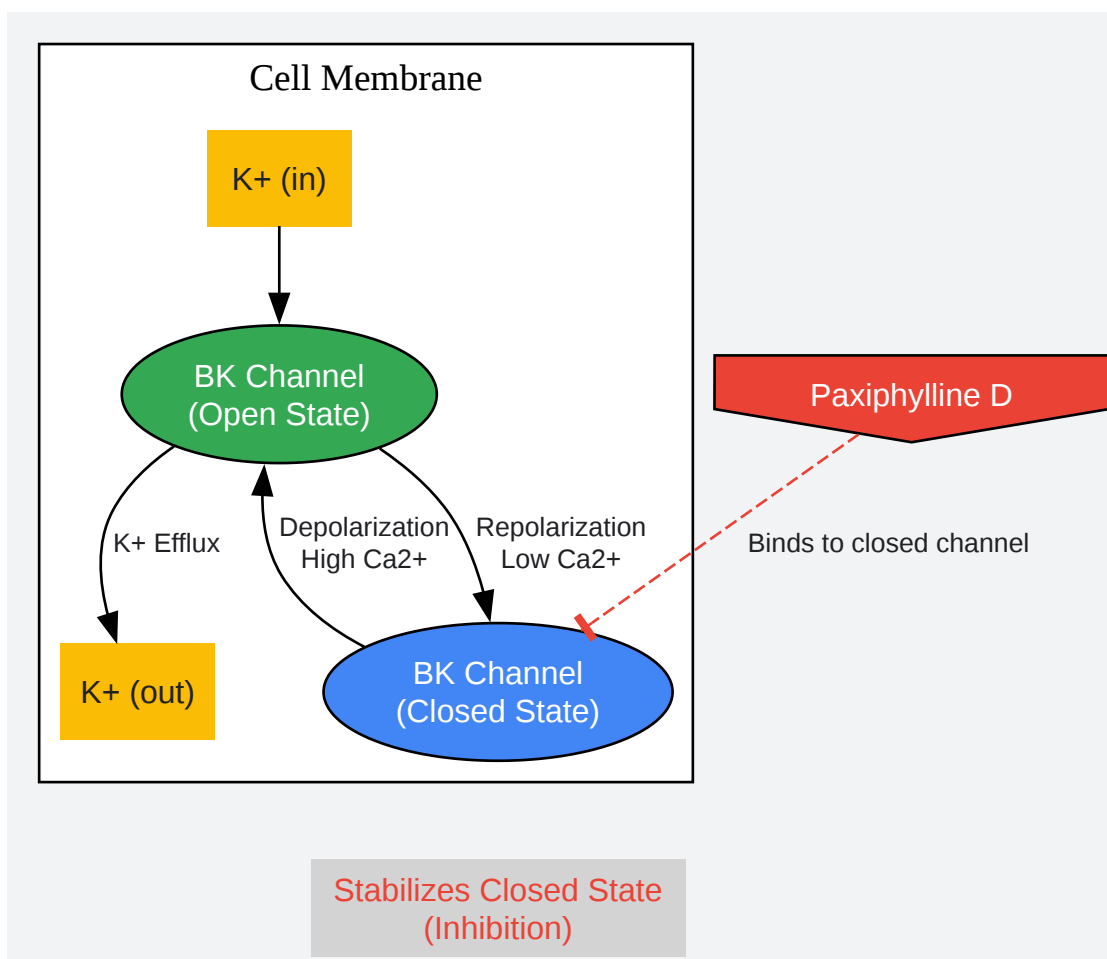 Cell Membrane
K+ (in)
BK Channel
(Open State)
Paxiphylline D
K+ Efflux
Depolarization
High Ca2+
Repolarization
Low Ca2+
Binds to closed channel
K+ (out)
BK Channel
(Closed State)
Stabilizes Closed State
(Inhibition)